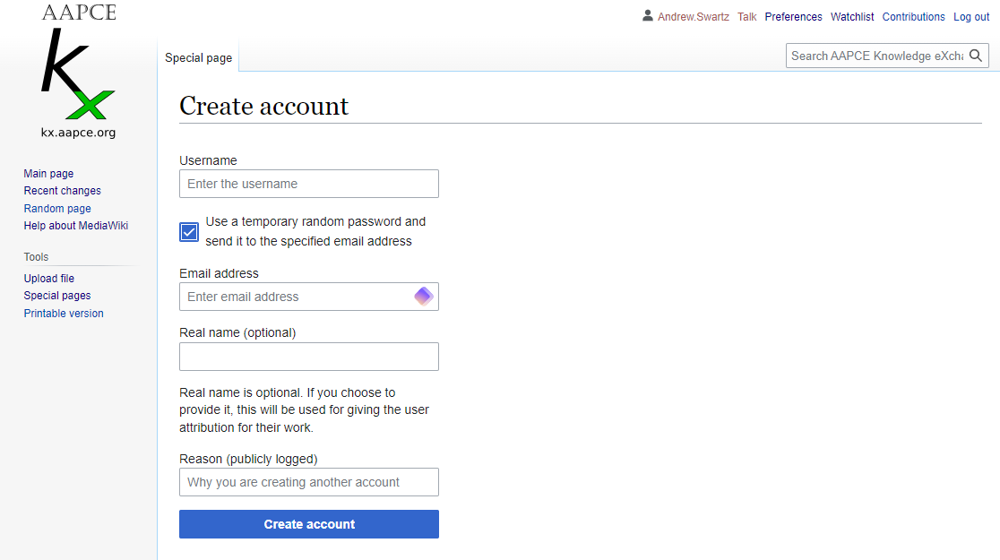 AAPCE
kx
kx.aapce.org
Andrew.Swartz Talk Preferences Watchlist Contributions Log out
Special page
Search AAPCE Knowledge eXcha
Main page
Recent changes
Random page
Help about MediaWiki
Tools
Upload file
Special pages
Printable version
Create account
Username
Enter the username
Use a temporary random password and
send it to the specified email address
Email address
Enter email address
Real name (optional)
Real name is optional. If you choose to
provide it, this will be used for giving the user
attribution for their work.
Reason (publicly logged)
Why you are creating another account
Create account